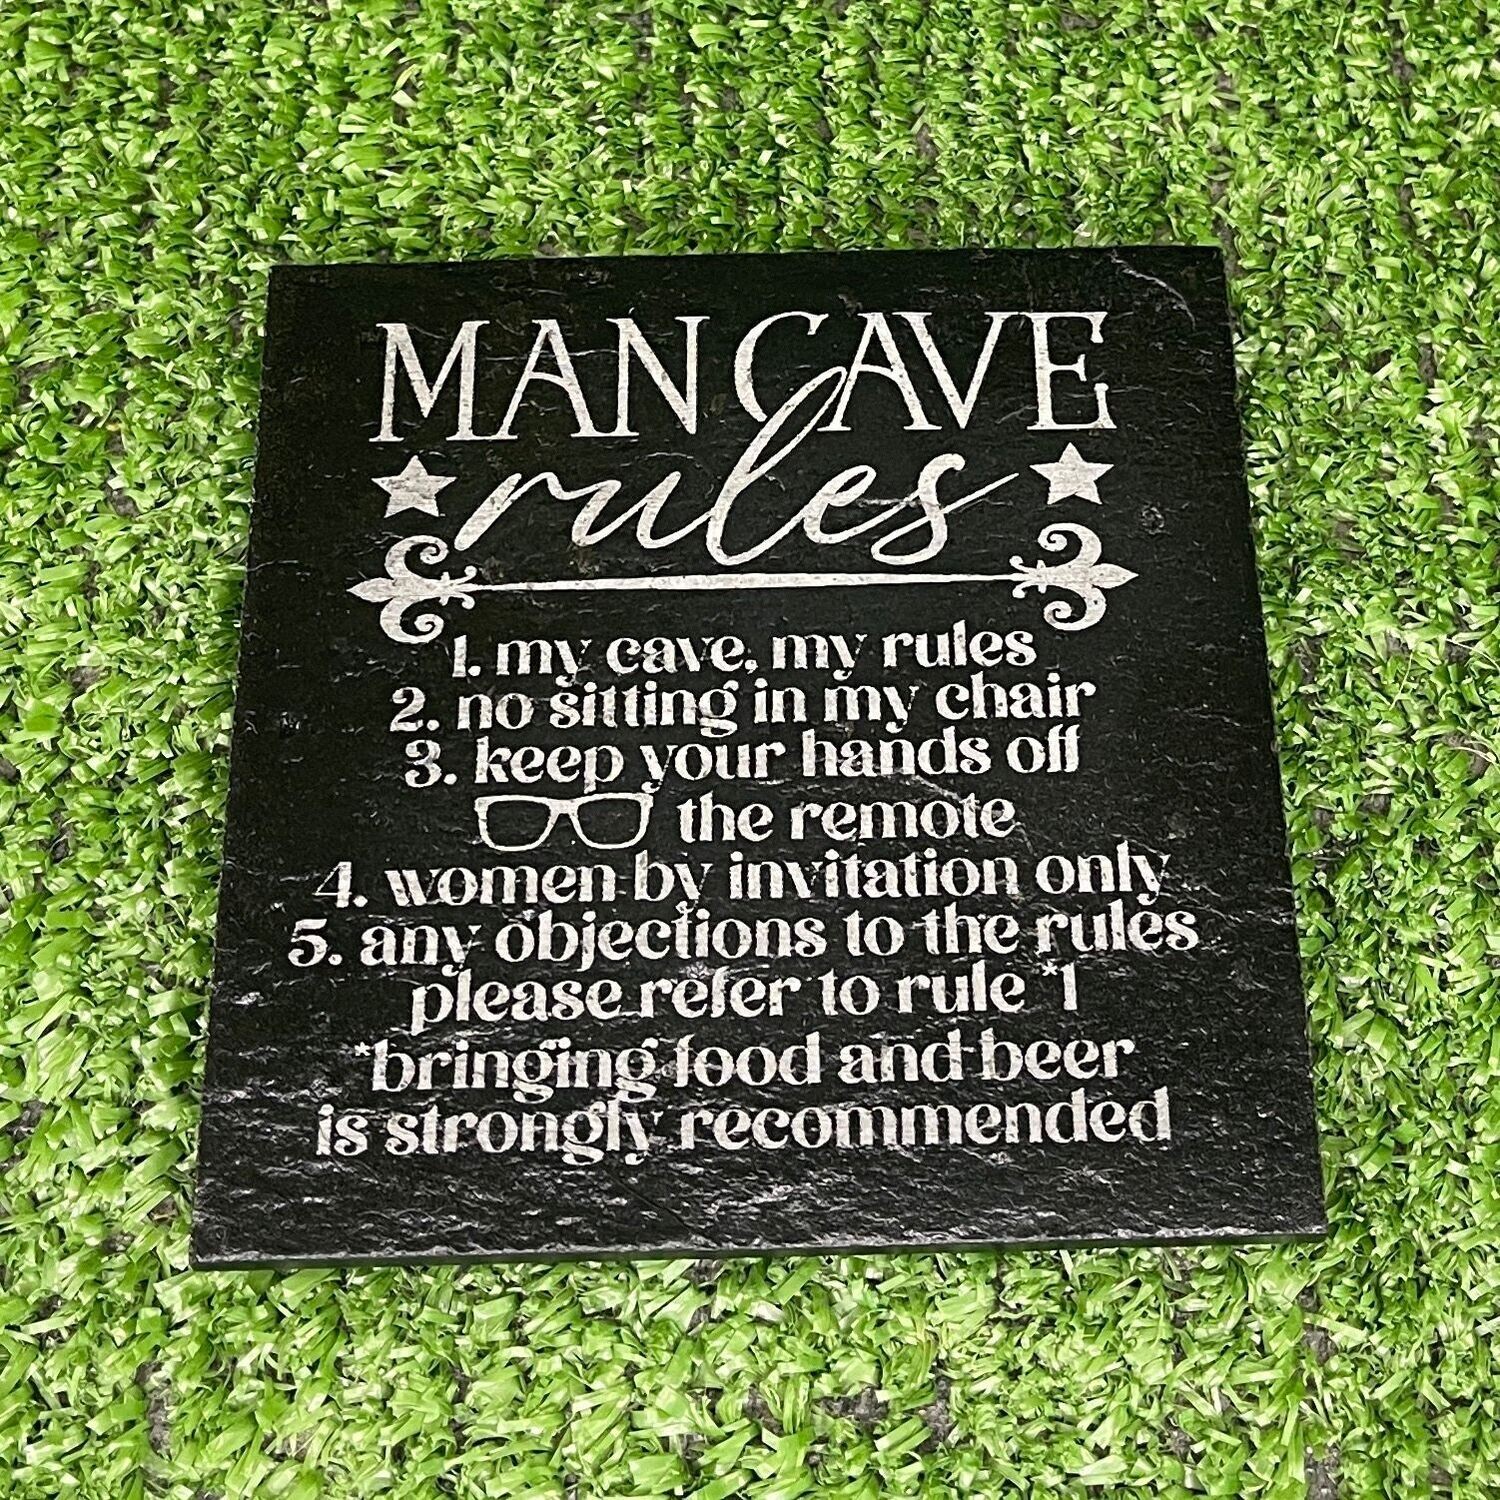 MAN CAVE
rules
1. my cave, my rules
2. no sitting in my chair
3. keep your hands off
the remote
4. women by invitation only
5. any objections to the rules
please refer to rule *1
*bringing food and beer
is strongly recommended